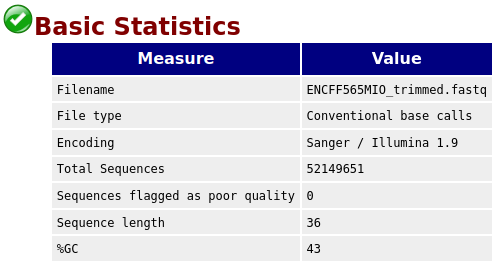 Basic Statistics
Measure Value
Filename ENCFF565MIO_trimmed.fastq
File type Conventional base calls
Encoding Sanger / Illumina 1.9
Total Sequences 52149651
Sequences flagged as poor quality 0
Sequence length 36
%GC 43